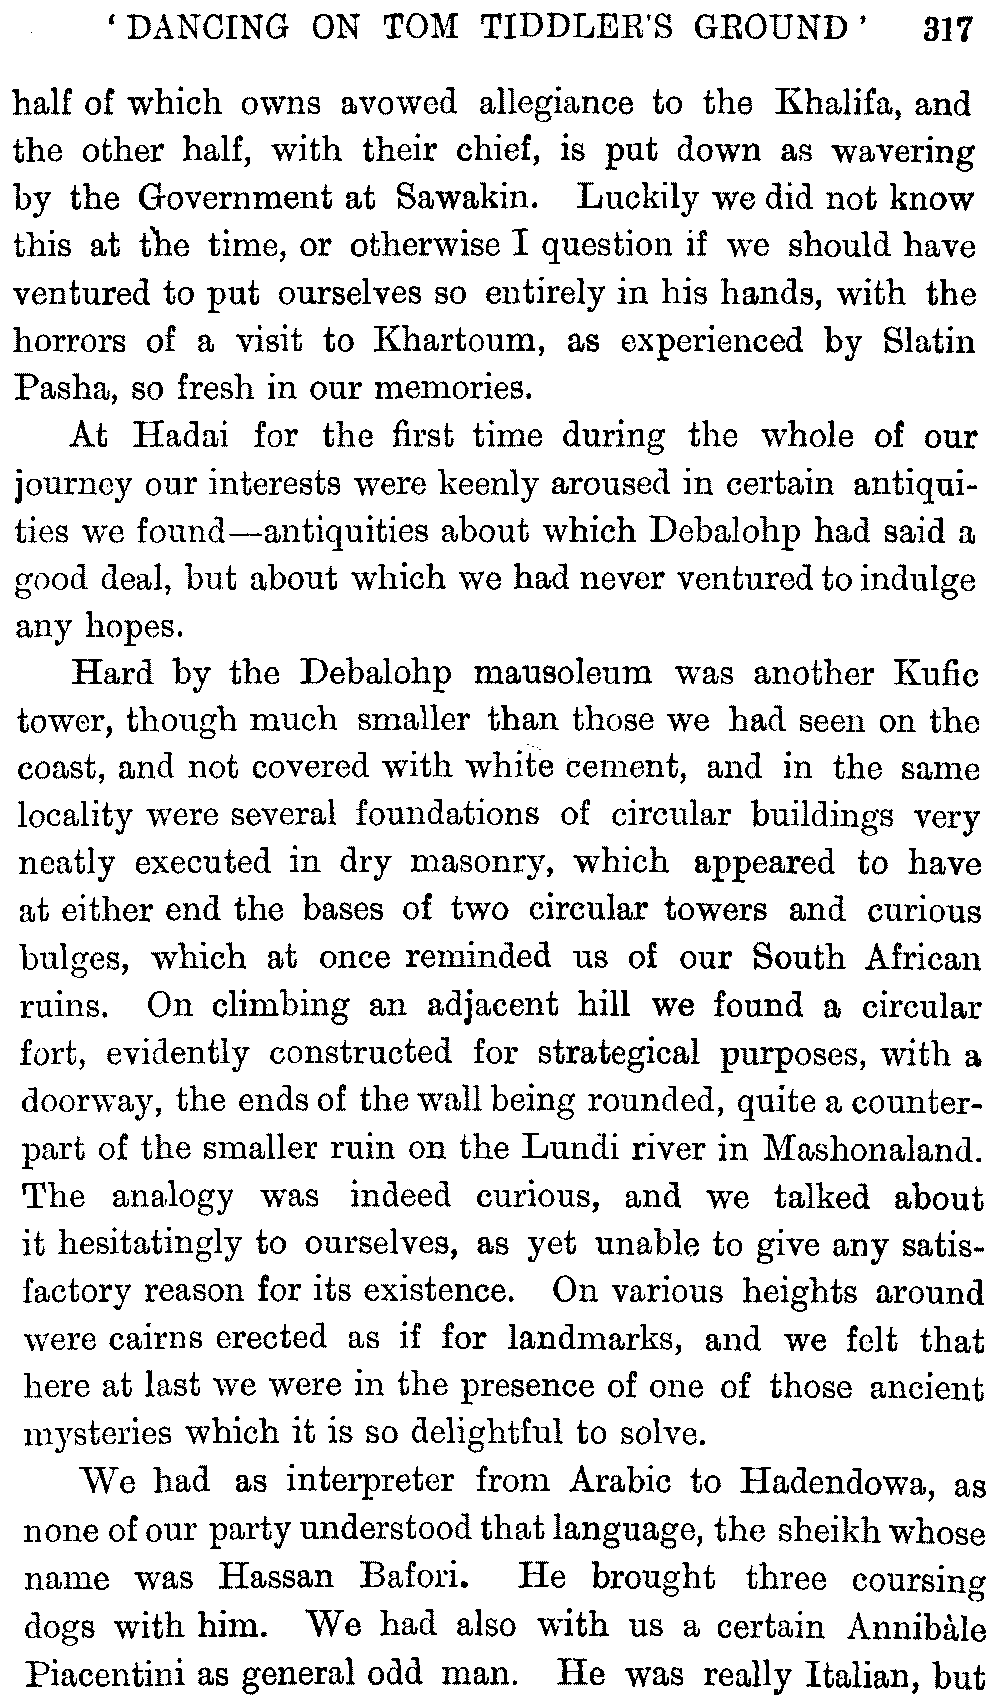 'DANCING ON TOM TIDDLER'S GROUND' 317
half of which owns avowed allegiance to the Khalifa, and
the other half, with their chief, is put down as wavering
by the Government at Sawakin. Luckily we did not know
this at the time, or otherwise I question if we should have
ventured to put ourselves so entirely in his hands, with the
horrors of a visit to Khartoum, as experienced by Slatin
Pasha, so fresh in our memories.
At Hadai for the first time during the whole of our
journey our interests were keenly aroused in certain antiqui-
ties we found—antiquities about which Debalohp had said a
good deal, but about which we had never ventured to indulge
any hopes.
Hard by the Debalohp mausoleum was another Kufic
tower, though much smaller than those we had seen on the
coast, and not covered with white cement, and in the same
locality were several foundations of circular buildings very
neatly executed in dry masonry, which appeared to have
at either end the bases of two circular towers and curious
bulges, which at once reminded us of our South African
ruins. On climbing an adjacent hill we found a circular
fort, evidently constructed for strategical purposes, with a
doorway, the ends of the wall being rounded, quite a counter-
part of the smaller ruin on the Lundi river in Mashonaland.
The analogy was indeed curious, and we talked about
it hesitatingly to ourselves, as yet unable to give any satis-
factory reason for its existence. On various heights around
were cairns erected as if for landmarks, and we felt that
here at last we were in the presence of one of those ancient
mysteries which it is so delightful to solve.
We had as interpreter from Arabic to Hadendowa, as
none of our party understood that language, the sheikh whose
name was Hassan Bafori. He brought three coursing
dogs with him. We had also with us a certain Annibàle
Piacentini as general odd man. He was really Italian, but